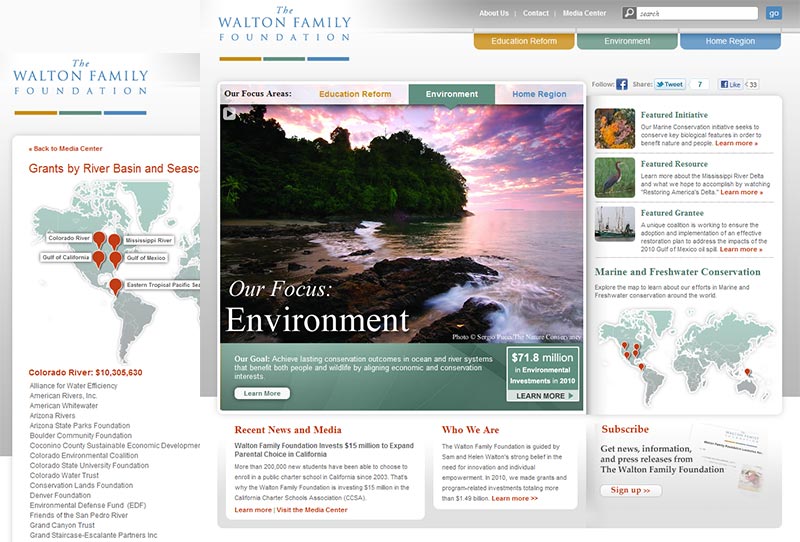 The
WALTON FAMILY
FOUNDATION
« Back to Media Center
Grants by River Basin and Seasc
Colorado River
Mississippi River
Gulf of California
Gulf of Mexico
Eastern Tropical Pacific Sea
Colorado River: $10,305,630
Alliance for Water Efficiency
American Rivers, Inc.
American Whitewater
Arizona Rivers
Arizona State Parks Foundation
Boulder Community Foundation
Coconino County Sustainable Economic Developmen
Colorado Environmental Coalition
Colorado State University Foundation
Colorado Water Trust
Conservation Lands Foundation
Denver Foundation
Environmental Defense Fund (EDF)
Friends of the San Pedro River
Grand Canyon Trust
Grand Staircase-Escalante Partners Inc
The
WALTON FAMILY
FOUNDATION
About Us | Contact | Media Center
search
go
Education Reform
Environment
Home Region
Our Focus Areas:
Education Reform
Environment
Home Region
Follow:
Share:
Tweet
7
Like
33
Our Focus:
Environment
Photo © Sergio Pucci/The Nature Conservancy
Our Goal: Achieve lasting conservation outcomes in ocean and river systems
that benefit both people and wildlife by aligning economic and conservation
interests.
Learn More
$71.8 million
in Environmental
Investments in 2010
LEARN MORE
Featured Initiative
Our Marine Conservation initiative seeks to
conserve key biological features in order to
benefit nature and people. Learn more »
Featured Resource
Learn more about the Mississippi River Delta
and what we hope to accomplish by watching
"Restoring America's Delta." Learn more »
Featured Grantee
A unique coalition is working to ensure the
adoption and implementation of an effective
restoration plan to address the impacts of the
2010 Gulf of Mexico oil spill. Learn more »
Marine and Freshwater Conservation
Explore the map to learn about our efforts in Marine and
Freshwater conservation around the world.
Recent News and Media
Walton Family Foundation Invests $15 million to Expand
Parental Choice in California
More than 200,000 new students have been able to choose to
enroll in a public charter school in California since 2003. That's
why the Walton Family Foundation is investing $15 million in the
California Charter Schools Association (CCSA).
Learn more | Visit the Media Center
Who We Are
The Walton Family Foundation is guided by
Sam and Helen Walton's strong belief in the
need for innovation and individual
empowerment. In 2010, we made grants and
program-related investments totaling more
than $1.49 billion. Learn more >>
Subscribe
Get news, information,
and press releases from
The Walton Family Foundation
Sign up >>